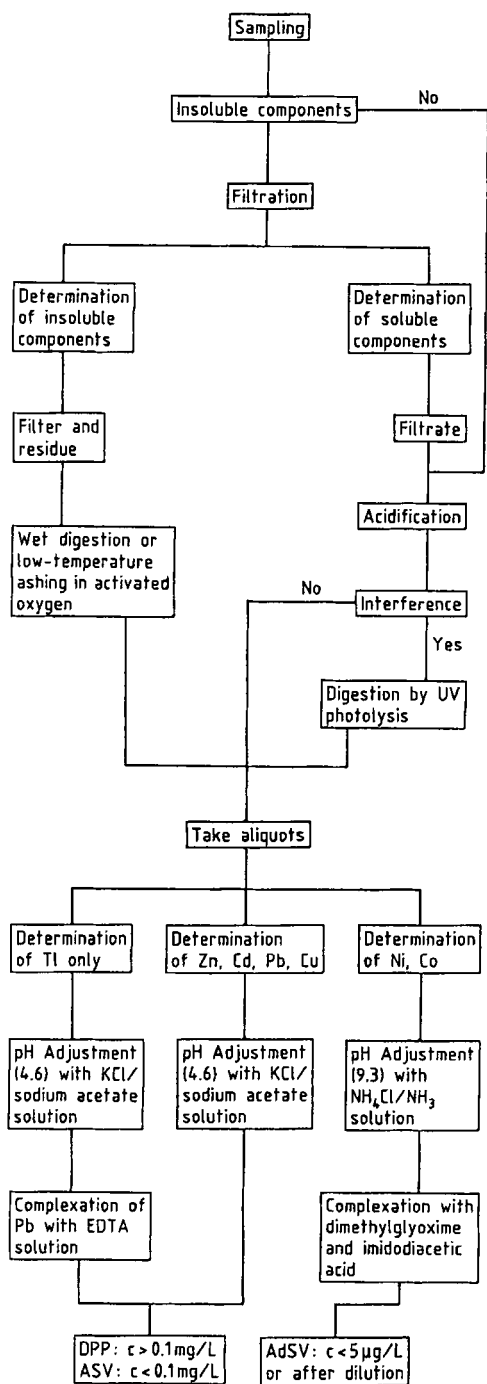 Sampling
Insoluble components
No
Filtration
Determination
of insoluble
components
Determination
of soluble
components
Filter and
residue
Filtrate
Wet digestion or
low-temperature
ashing in activated
oxygen
Acidification
No
Interference
Yes
Digestion by UV
photolysis
Take aliquots
Determination
of Tl only
Determination
of Zn, Cd, Pb, Cu
Determination
of Ni, Co
pH Adjustment
(4.6) with KCl/
sodium acetate
solution
pH Adjustment
(4.6) with KCl/
sodium acetate
solution
pH Adjustment
(9.3) with
NH₄Cl/NH₃
solution
Complexation of
Pb with EDTA
solution
Complexation with
dimethylglyoxime
and imidodiacetic
acid
DPP: c > 0.1mg/L
ASV: c < 0.1mg/L
AdSV: c < 5 µg/L
or after dilution